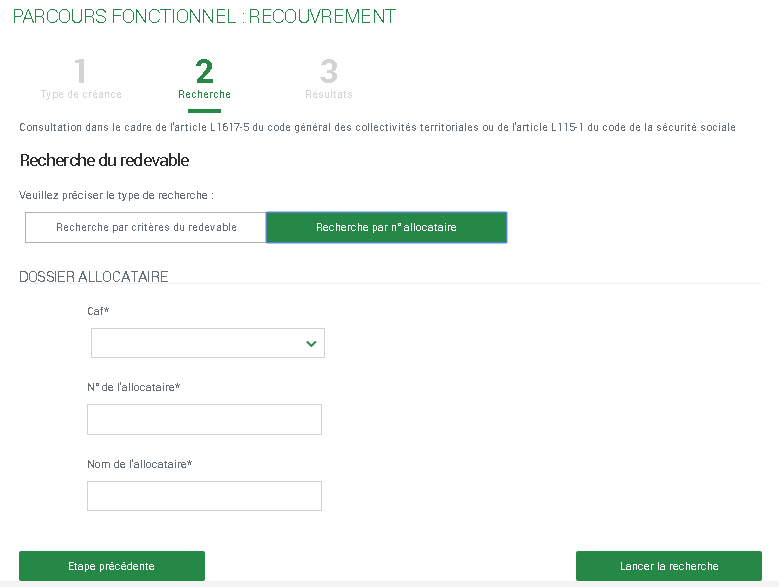 PARCOURS FONCTIONNEL : RECOUVREMENT
1 2 3
Type de créance Recherche Résultats
Consultation dans le cadre de l'article L1617-5 du code général des collectivités territoriales ou de l'article L115-1 du code de la sécurité sociale
Recherche du redevable
Veuillez préciser le type de recherche :
Recherche par critères du redevable Recherche par n° allocataire
DOSSIER ALLOCATAIRE
Caf*
N° de l'allocataire*
Nom de l'allocataire*
Etape précédente Lancer la recherche